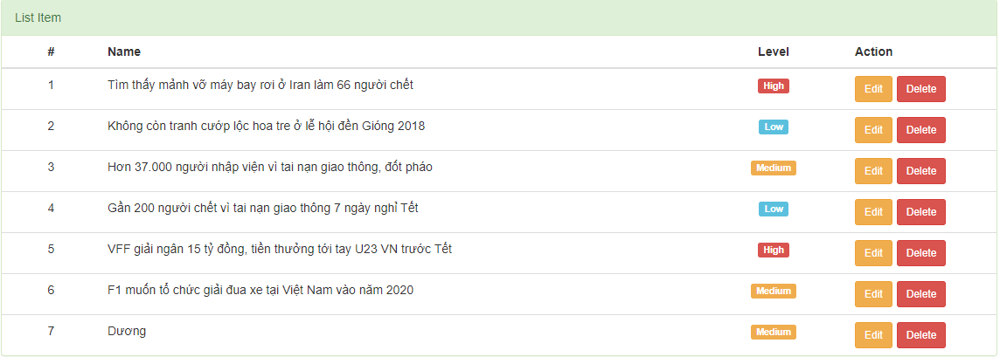 List Item
# Name Level Action
1 Tìm thấy mảnh vỡ máy bay rơi ở Iran làm 66 người chết High Edit Delete
2 Không còn tranh cướp lộc hoa tre ở lễ hội đền Gióng 2018 Low Edit Delete
3 Hơn 37.000 người nhập viện vì tai nạn giao thông, đốt pháo Medium Edit Delete
4 Gần 200 người chết vì tai nạn giao thông 7 ngày nghỉ Tết Low Edit Delete
5 VFF giải ngân 15 tỷ đồng, tiền thưởng tới tay U23 VN trước Tết High Edit Delete
6 F1 muốn tổ chức giải đua xe tại Việt Nam vào năm 2020 Medium Edit Delete
7 Dương Medium Edit Delete